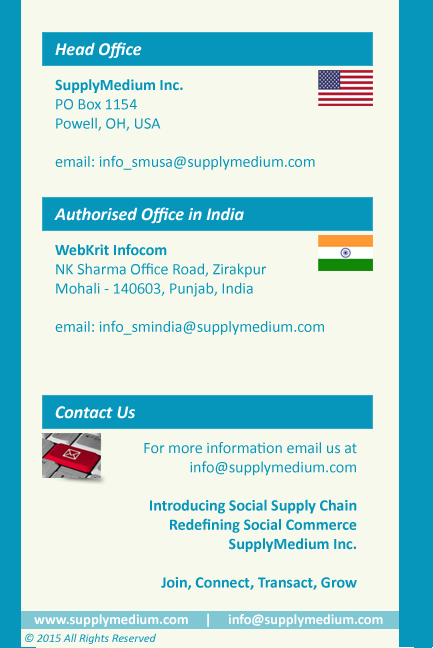 Head Office
SupplyMedium Inc.
PO Box 1154
Powell, OH, USA
email: info_smusa@supplymedium.com
Authorised Office in India
WebKrit Infocom
NK Sharma Office Road, Zirakpur
Mohali - 140603, Punjab, India
email: info_smindia@supplymedium.com
Contact Us
For more information email us at
info@supplymedium.com
Introducing Social Supply Chain
Redefining Social Commerce
SupplyMedium Inc.
Join, Connect, Transact, Grow
www.supplymedium.com | info@supplymedium.com
© 2015 All Rights Reserved